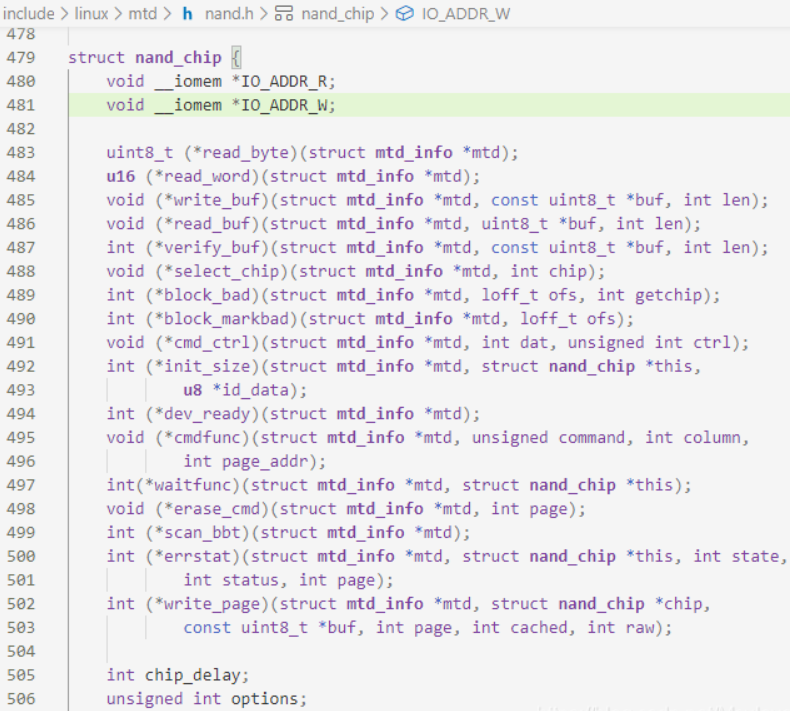 include > linux > mtd > h nand.h > nand_chip > IO_ADDR_W
478
479 struct nand_chip {
480 void __iomem *IO_ADDR_R;
481 void __iomem *IO_ADDR_W;
482
483 uint8_t (*read_byte)(struct mtd_info *mtd);
484 u16 (*read_word)(struct mtd_info *mtd);
485 void (*write_buf)(struct mtd_info *mtd, const uint8_t *buf, int len);
486 void (*read_buf)(struct mtd_info *mtd, uint8_t *buf, int len);
487 int (*verify_buf)(struct mtd_info *mtd, const uint8_t *buf, int len);
488 void (*select_chip)(struct mtd_info *mtd, int chip);
489 int (*block_bad)(struct mtd_info *mtd, loff_t ofs, int getchip);
490 int (*block_markbad)(struct mtd_info *mtd, loff_t ofs);
491 void (*cmd_ctrl)(struct mtd_info *mtd, int dat, unsigned int ctrl);
492 int (*init_size)(struct mtd_info *mtd, struct nand_chip *this,
493 u8 *id_data);
494 int (*dev_ready)(struct mtd_info *mtd);
495 void (*cmdfunc)(struct mtd_info *mtd, unsigned command, int column,
496 int page_addr);
497 int(*waitfunc)(struct mtd_info *mtd, struct nand_chip *this);
498 void (*erase_cmd)(struct mtd_info *mtd, int page);
499 int (*scan_bbt)(struct mtd_info *mtd);
500 int (*errstat)(struct mtd_info *mtd, struct nand_chip *this, int state,
501 int status, int page);
502 int (*write_page)(struct mtd_info *mtd, struct nand_chip *chip,
503 const uint8_t *buf, int page, int cached, int raw);
504
505 int chip_delay;
506 unsigned int options;